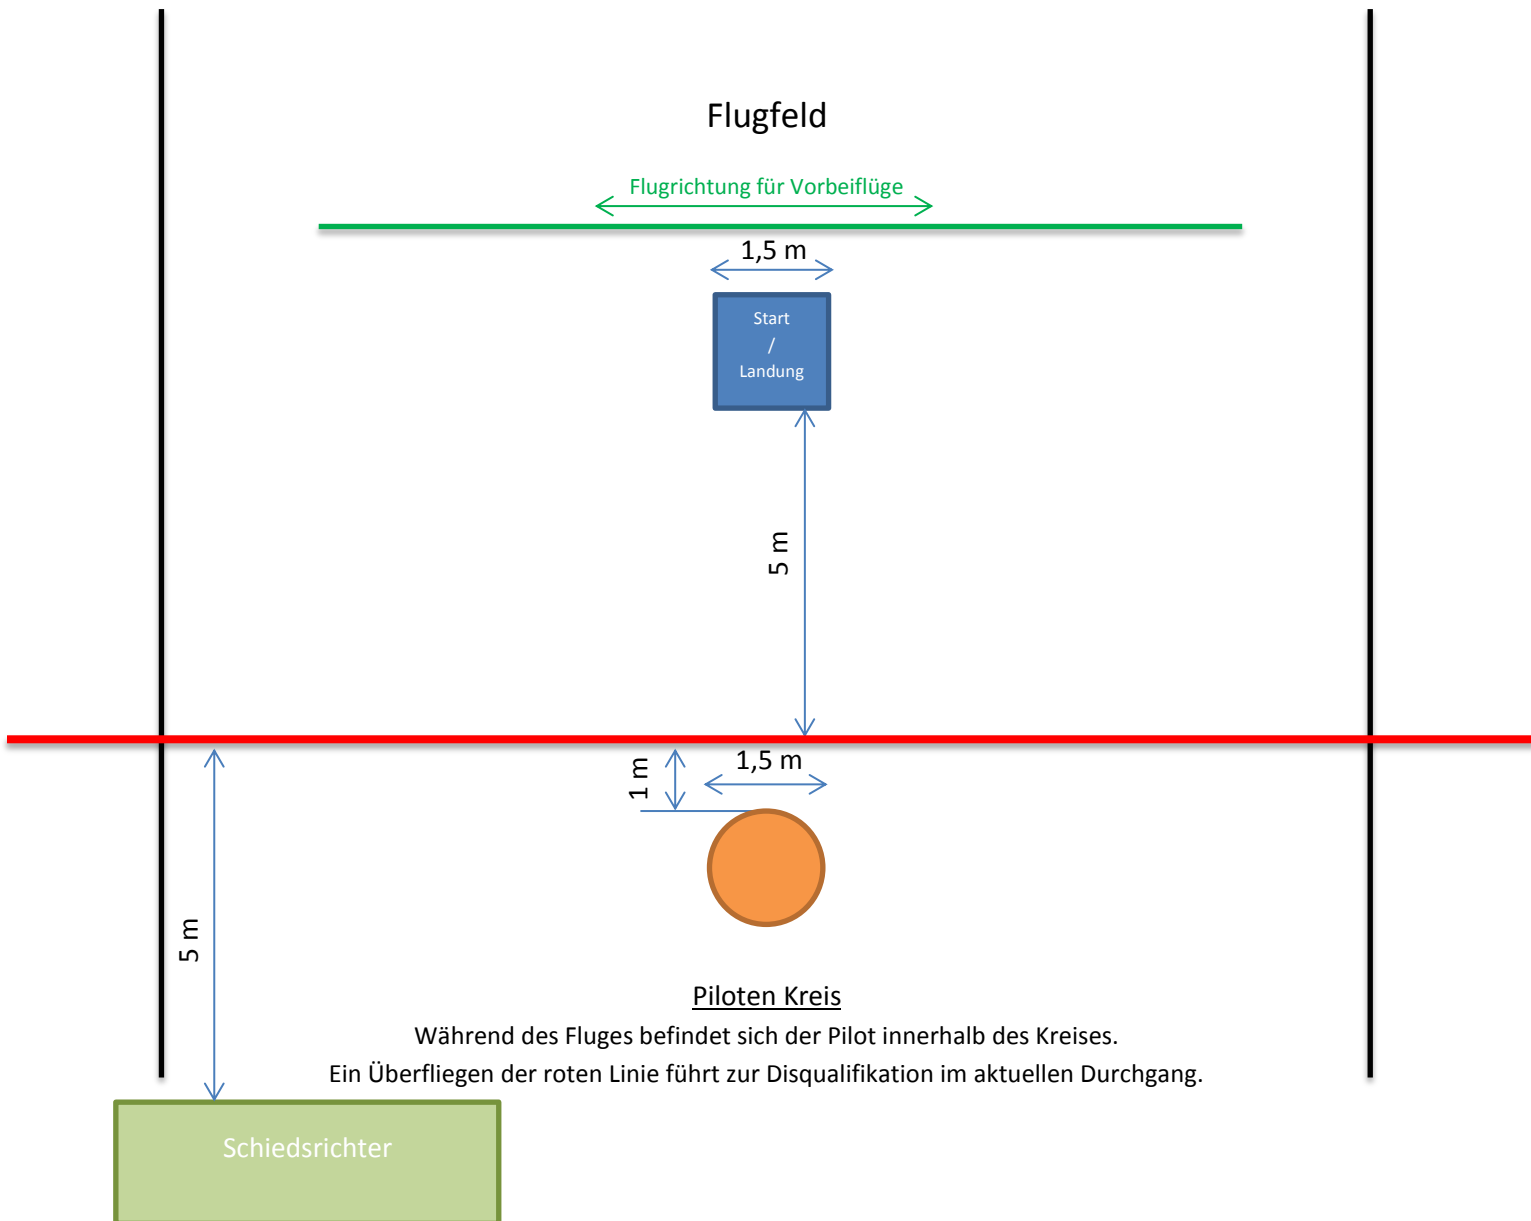 Flugfeld
Flugrichtung für Vorbeiflüge
1,5 m
Start
/
Landung
5 m
1 m
1,5 m
5 m
Piloten Kreis
Während des Fluges befindet sich der Pilot innerhalb des Kreises.
Ein Überfliegen der roten Linie führt zur Disqualifikation im aktuellen Durchgang.
Schiedsrichter